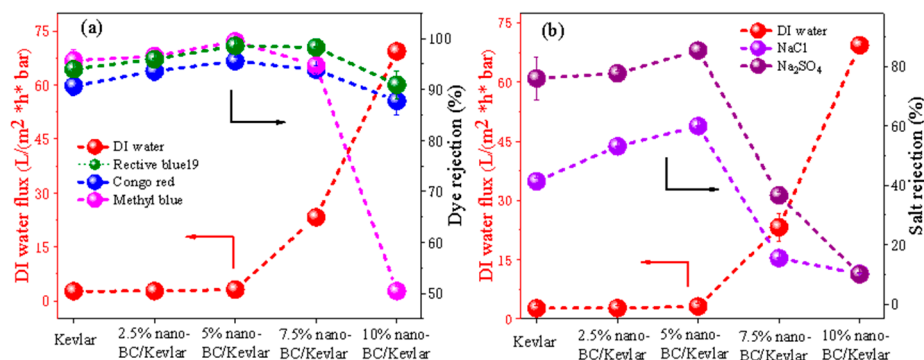 (a)
DI water flux (L/(m² *h* bar)
75
60
45
30
15
0
DI water
Rective blue19
Congo red
Methyl blue
100
90
80
70
60
50
Dye rejection (%)
Kevlar
2.5% nano-
BC/Kevlar
5% nano-
BC/Kevlar
7.5% nano-
BC/Kevlar
10% nano-
BC/Kevlar
(b)
DI water flux (L/(m² *h* bar)
75
60
45
30
15
0
DI water
NaCl
Na₂SO₄
80
60
40
20
0
Salt rejection (%)
Kevlar
2.5% nano-
BC/Kevlar
5% nano-
BC/Kevlar
7.5% nano-
BC/Kevlar
10% nano-
BC/Kevlar